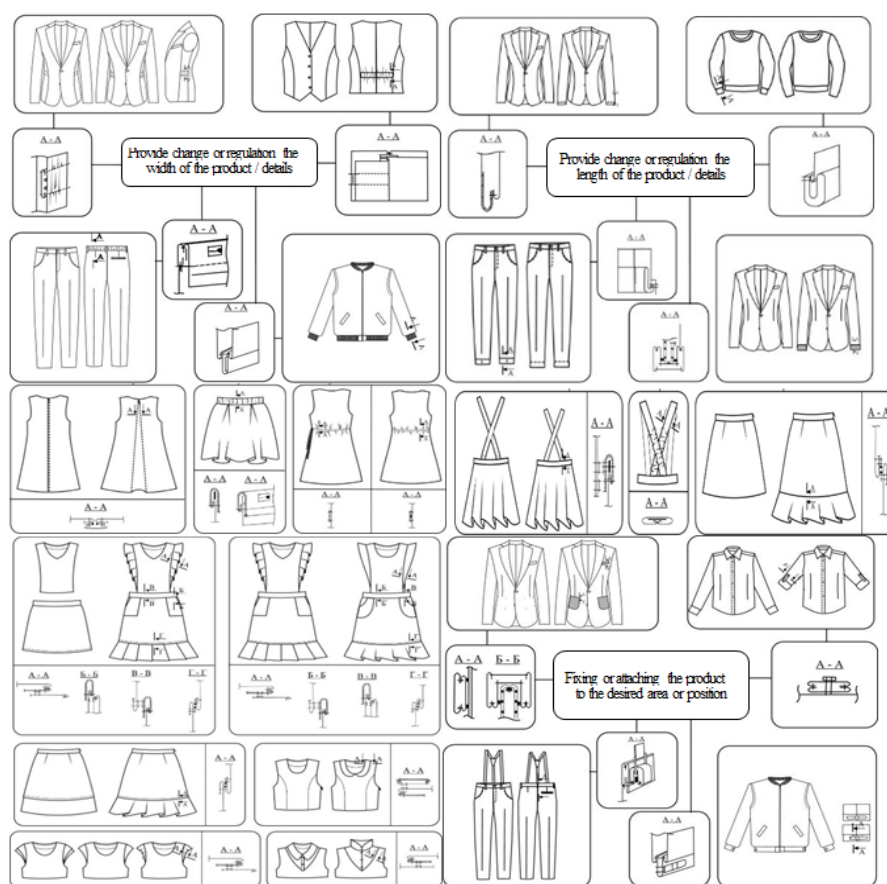 A - A
A - A
A - A
A - A
Provide change or regulation the
width of the product / details
Provide change or regulation the
length of the product / details
A - A
A - A
A - A
A - A
A
A
A
A
A - A
A - A
A
A
A
A
A - A
A - A
A - A
A - A
A - A
A - A
A - A
A
A
Б
В
В
Г
Г
A
A
Б
Б
В
В
Г
Г
A - A
Б - Б
В - В
Г - Г
A - A
Б - Б
В - В
Г - Г
A - A
Б - Б
Fixing or attaching the product
to the desired area or position
A - A
A - A
A - A
A - A
A - A
A - A
A - A
A
A